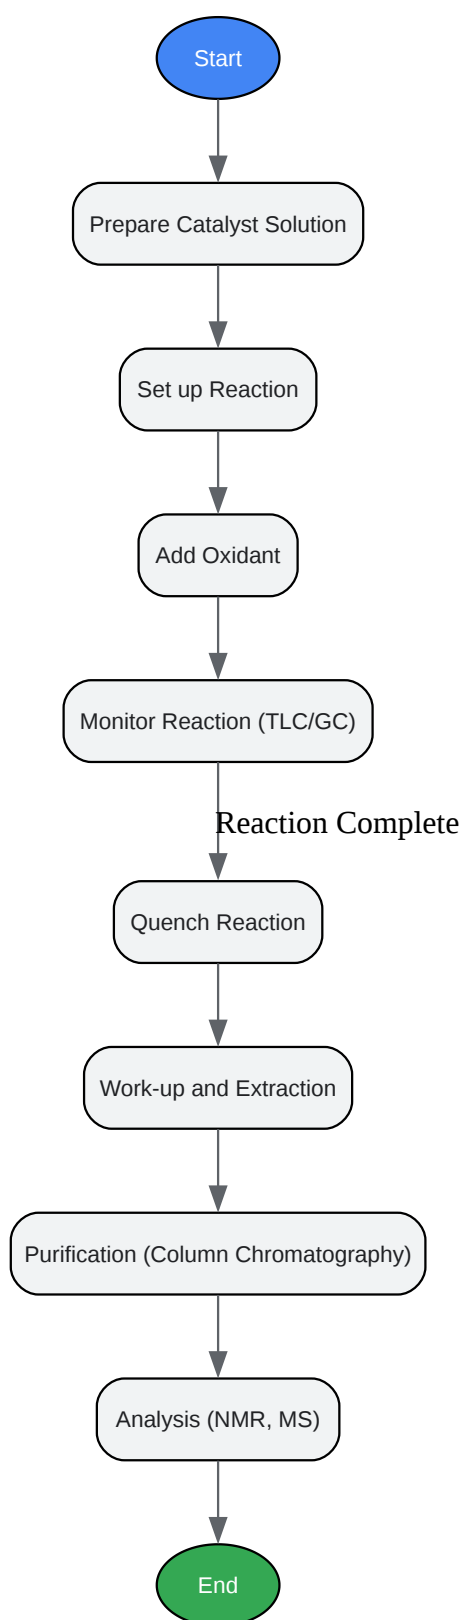 Start
Prepare Catalyst Solution
Set up Reaction
Add Oxidant
Monitor Reaction (TLC/GC)
Reaction Complete
Quench Reaction
Work-up and Extraction
Purification (Column Chromatography)
Analysis (NMR, MS)
End